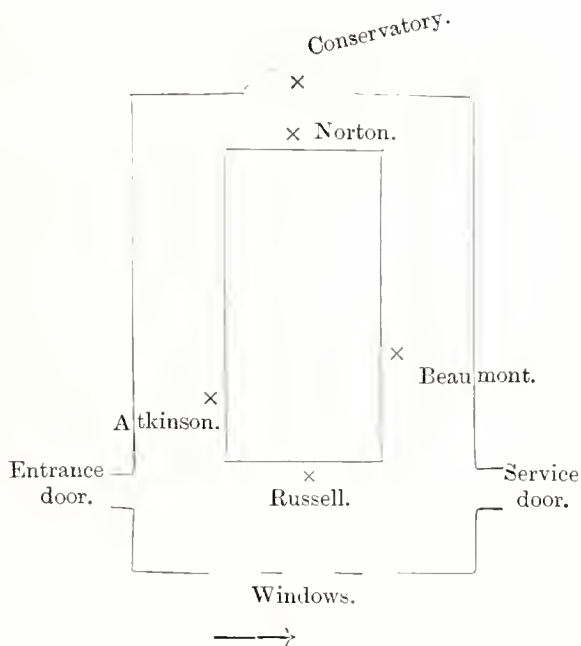 Conservatory.
Norton.
Beaumont.
Atkinson.
Entrance
door.
Service
door.
Russell.
Windows.